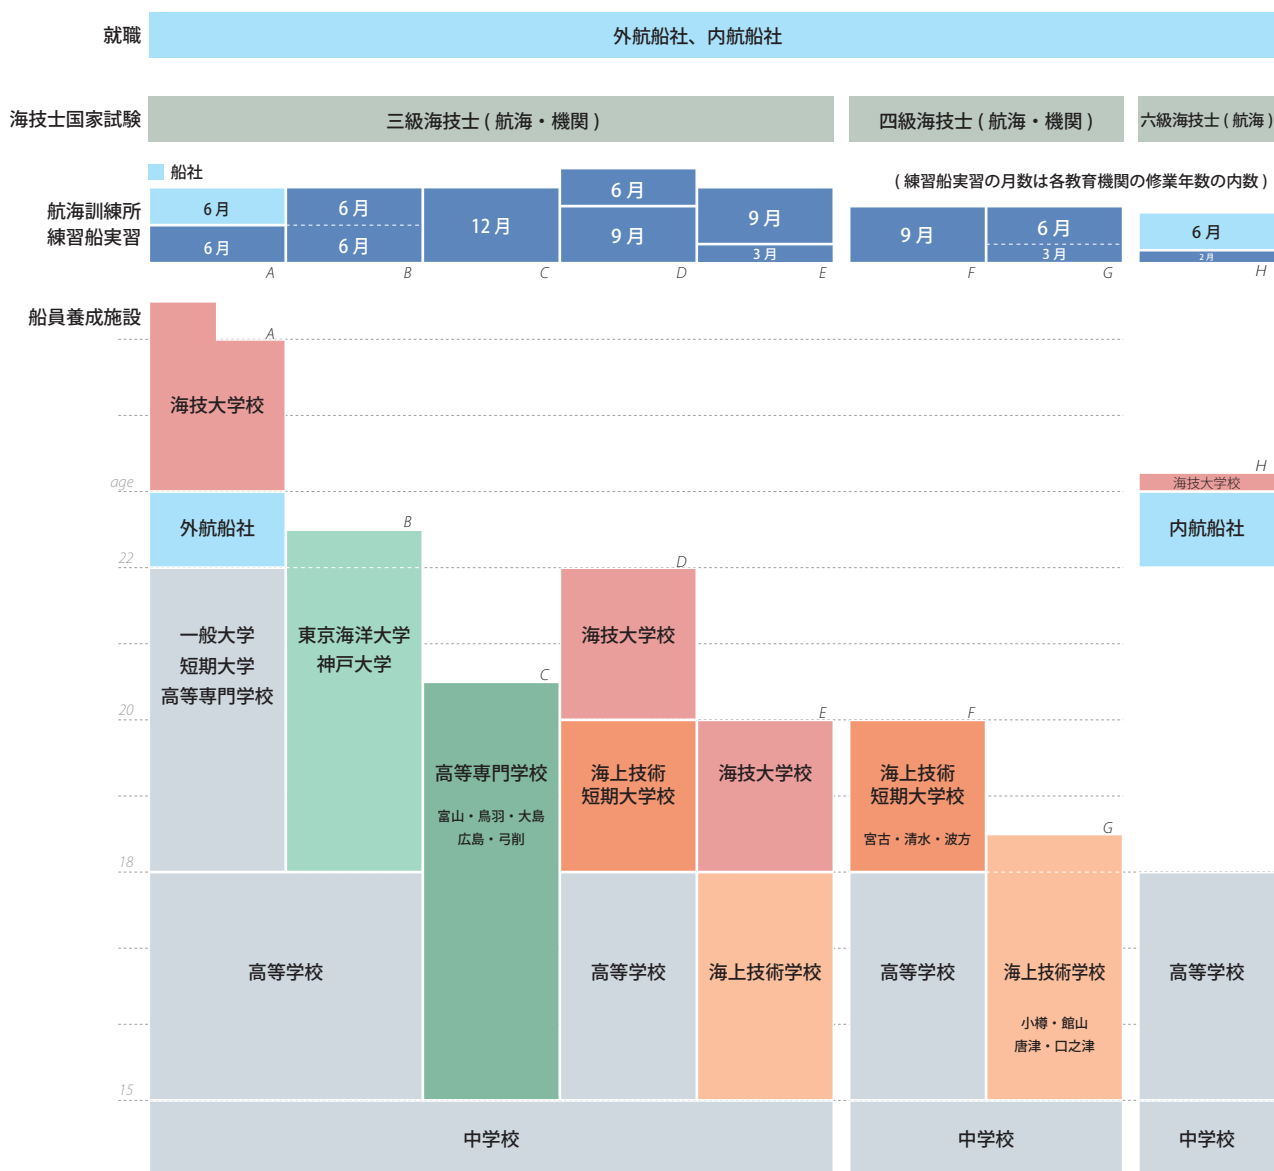 就職
外航船社、内航船社
海技士国家試験
三級海技士 ( 航海・機関 )
四級海技士 ( 航海・機関 )
六級海技士 ( 航海 )
船社
( 練習船実習の月数は各教育機関の修業年数の内数 )
航海訓練所
練習船実習
6 月
6 月
A
6 月
6 月
B
12 月
C
6 月
9 月
D
9 月
3 月
E
9 月
F
6 月
3 月
G
6 月
2 月
H
船員養成施設
A
海技大学校
age
外航船社
22
一般大学
短期大学
高等専門学校
20
18
15
B
東京海洋大学
神戸大学
高等学校
C
高等専門学校
富山・鳥羽・大島
広島・弓削
D
海技大学校
海上技術
短期大学校
高等学校
E
海技大学校
海上技術学校
中学校
F
海上技術
短期大学校
宮古・清水・波方
高等学校
G
海上技術学校
小樽・館山
唐津・口之津
中学校
H
海技大学校
内航船社
高等学校
中学校